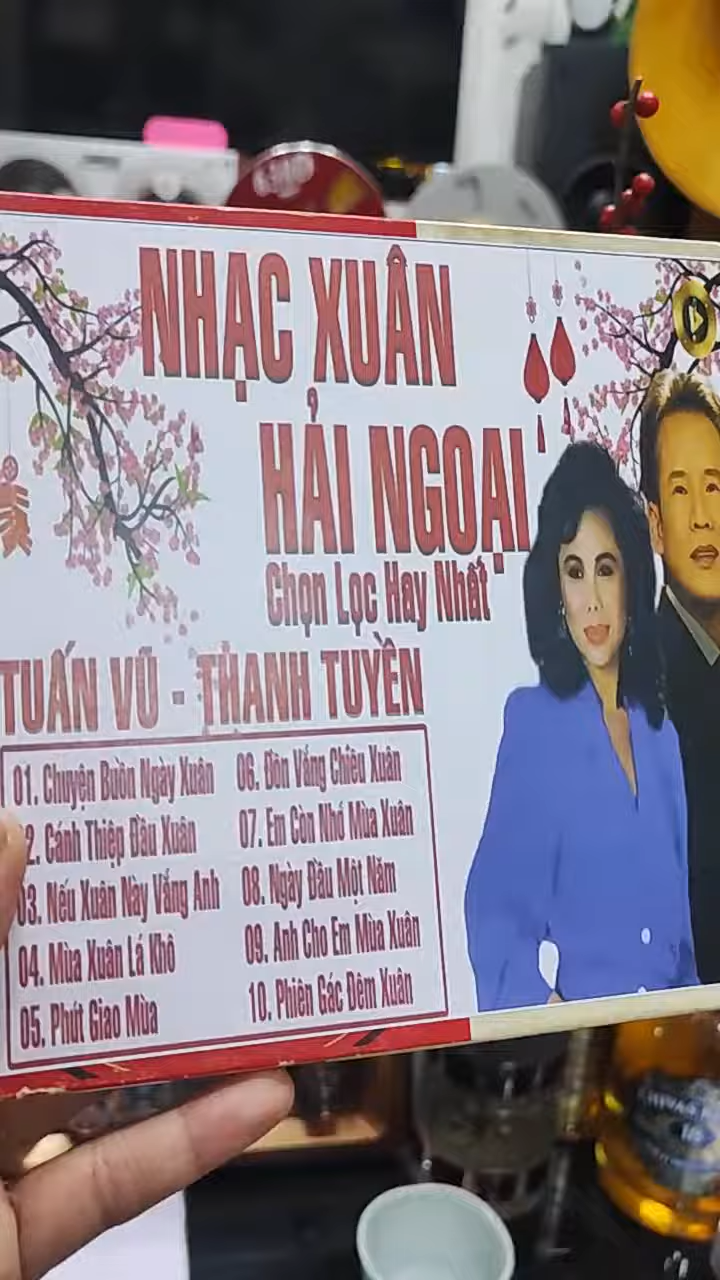 NHẠC XUÂN
HẢI NGOẠI
Chọn Lọc Hay Nhất
TUẤN VŨ - THANH TUYỀN
01. Chuyện Buồn Ngày Xuân
2. Cánh Thiệp Đầu Xuân
03. Nếu Xuân Này Vắng Anh
04. Mùa Xuân Lá Khô
05. Phút Giao Mùa
06. Đồn Vắng Chiều Xuân
07. Em Còn Nhớ Mùa Xuân
08. Ngày Đầu Một Năm
09. Anh Cho Em Mùa Xuân
10. Phiên Gác Đêm Xuân